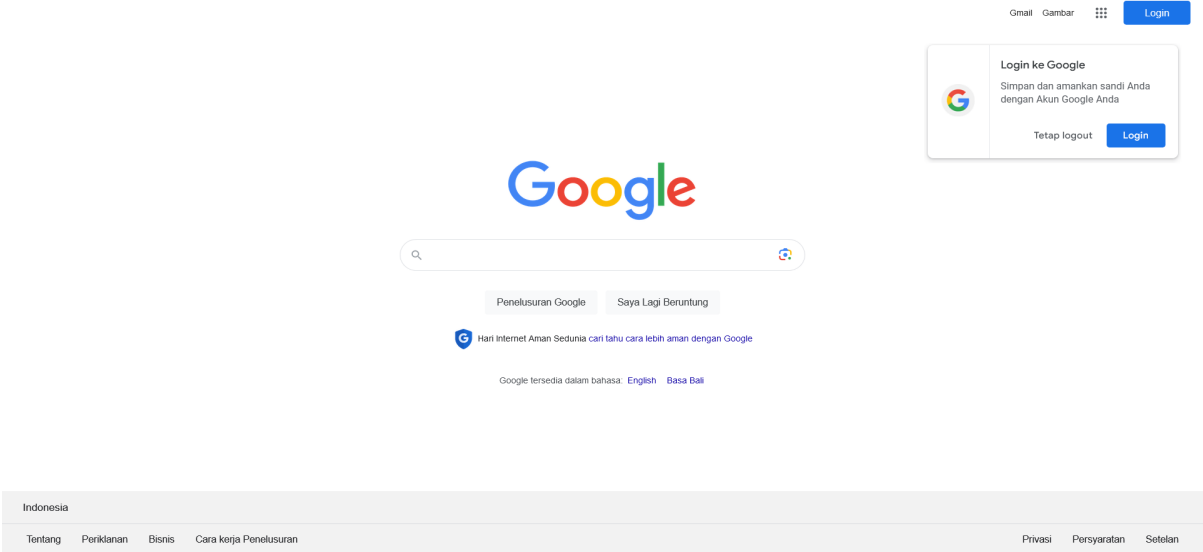 Gmail Gambar Login
Login ke Google
Simpan dan amankan sandi Anda
dengan Akun Google Anda
Tetap logout Login
Google
Penelusuran Google Saya Lagi Beruntung
Hari Internet Aman Sedunia cari tahu cara lebih aman dengan Google
Google tersedia dalam bahasa: English Basa Bali
Indonesia
Tentang Periklanan Bisnis Cara kerja Penelusuran Privasi Persyaratan Setelan